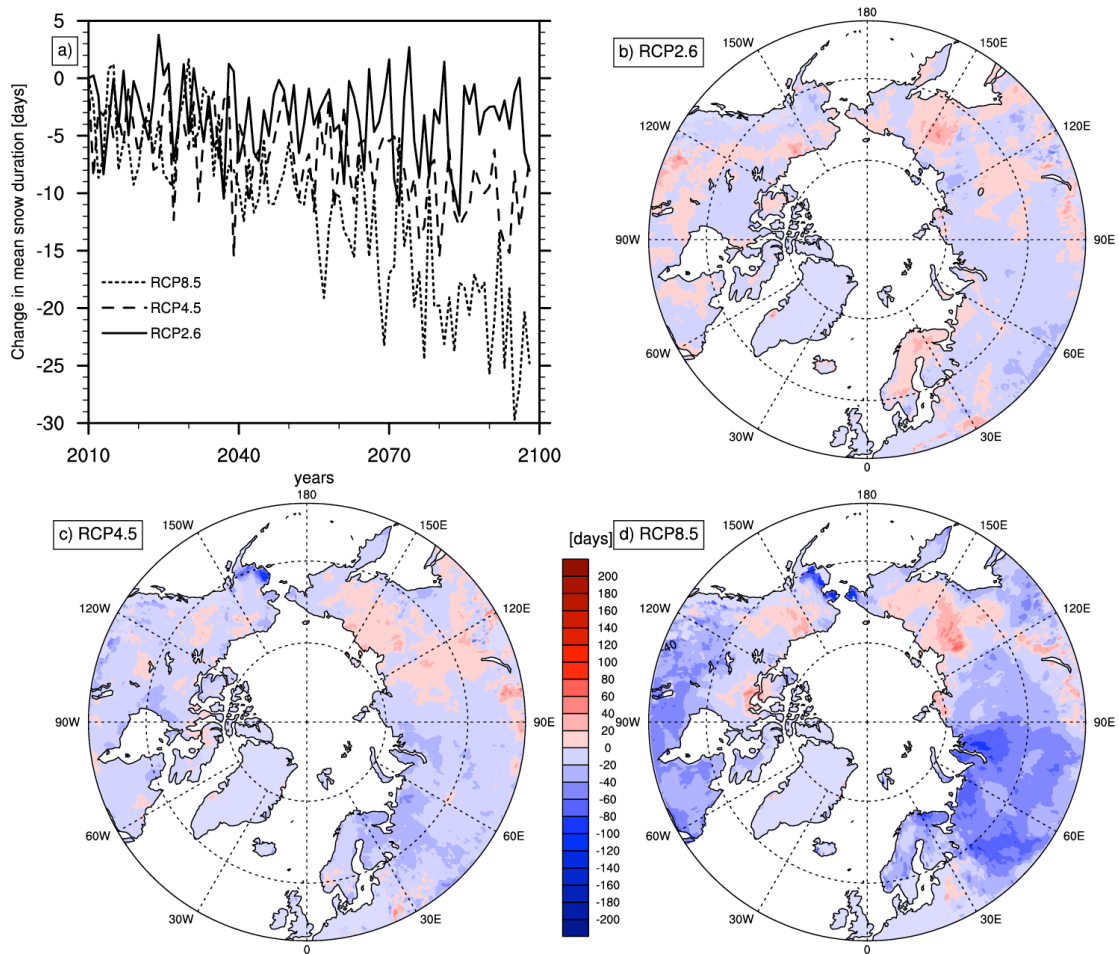 a)
Change in mean snow duration [days]
5
0
-5
-10
-15
-20
-25
-30
RCP8.5
RCP4.5
RCP2.6
2010
2040
2070
2100
years
b) RCP2.6
180
150W
150E
120W
120E
90W
90E
60W
60E
30W
30E
0
c) RCP4.5
180
150W
150E
120W
120E
90W
90E
60W
60E
30W
30E
0
[days]
200
180
160
140
120
100
80
60
40
20
0
-20
-40
-60
-80
-100
-120
-140
-160
-180
-200
d) RCP8.5
180
150W
150E
120W
120E
90W
90E
60W
60E
30W
30E
0